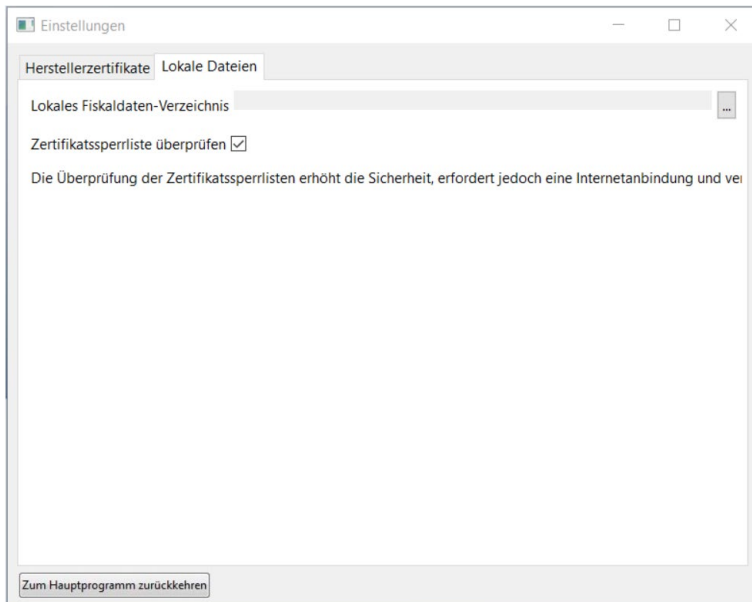 Einstellungen
Herstellerzertifikate Lokale Dateien
Lokales Fiskaldaten-Verzeichnis ...
Zertifikatssperrliste überprüfen
Die Überprüfung der Zertifikatssperrlisten erhöht die Sicherheit, erfordert jedoch eine Internetanbindung und
Zum Hauptprogramm zurückkehren